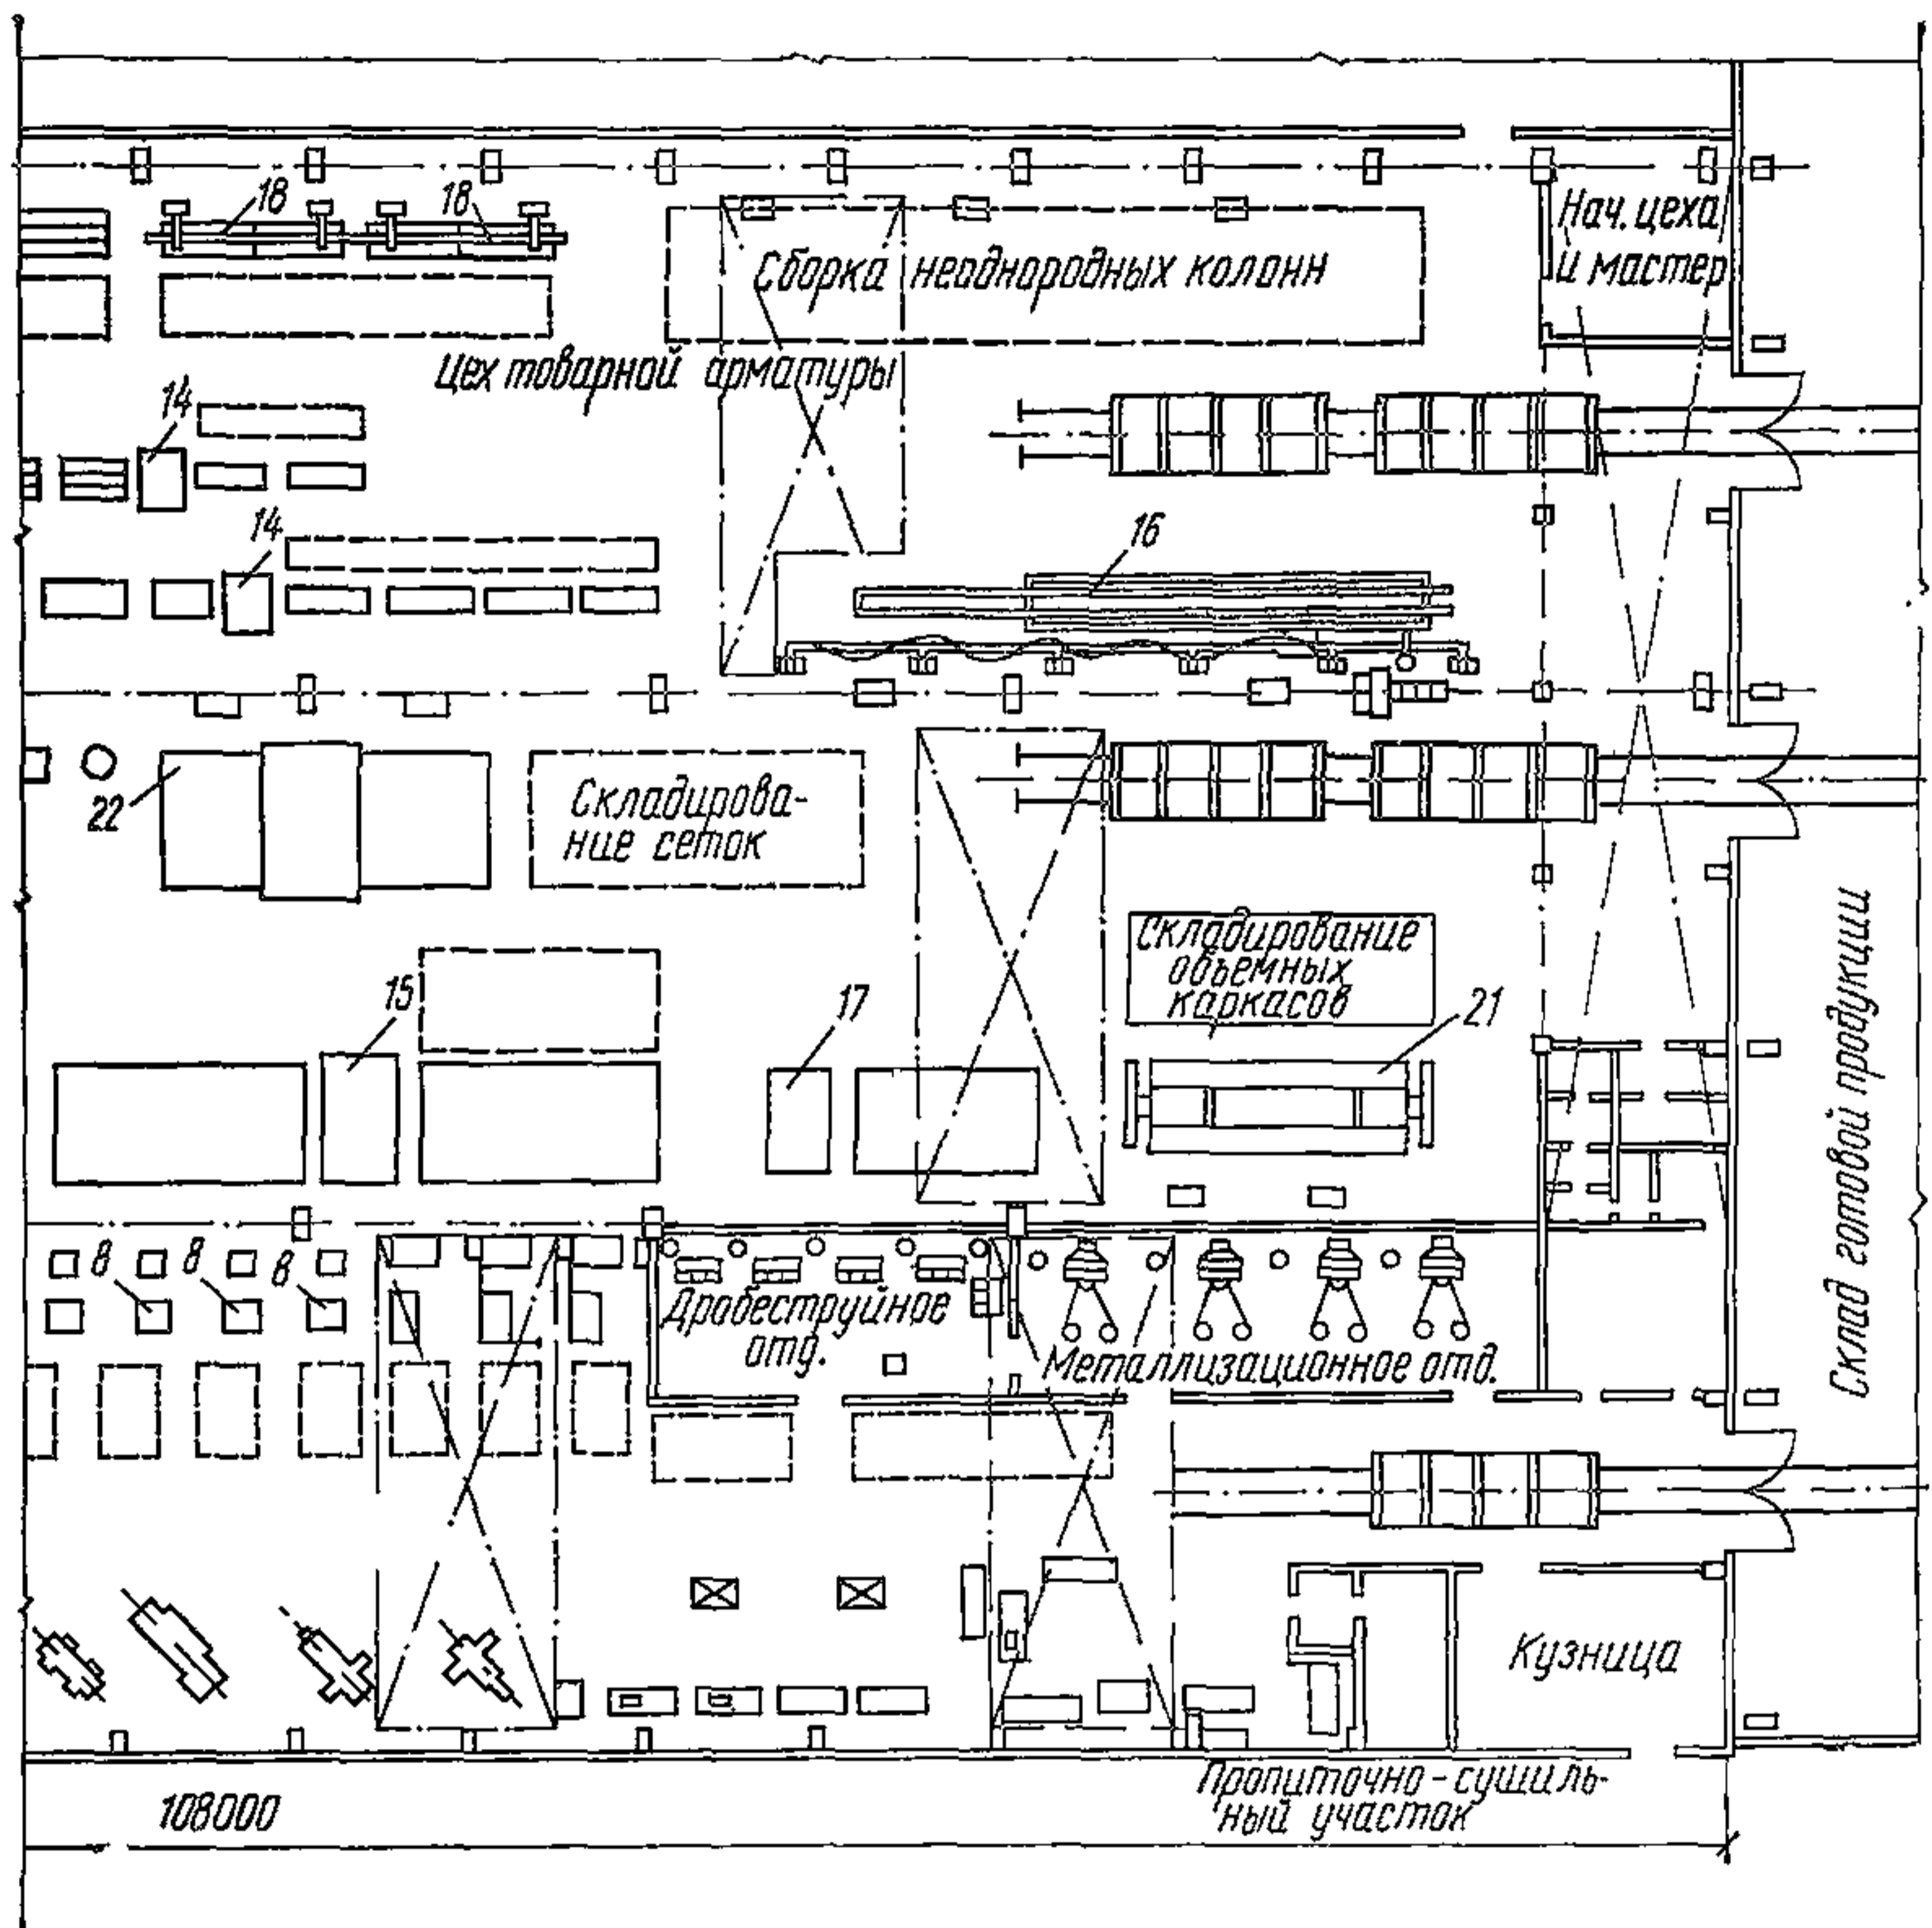 18
18
Сборка неоднородных колонн
Нач. цеха
и мастер
Цех товарной арматуры
14
14
16
22
Складирова-
ние сеток
Складирование
объемных
каркасов
15
17
21
Склад готовой продукции
8
8
8
Дробеструйное
отд.
Металлизационное отд.
Кузница
Пропиточно-сушиль-
ный участок
108000